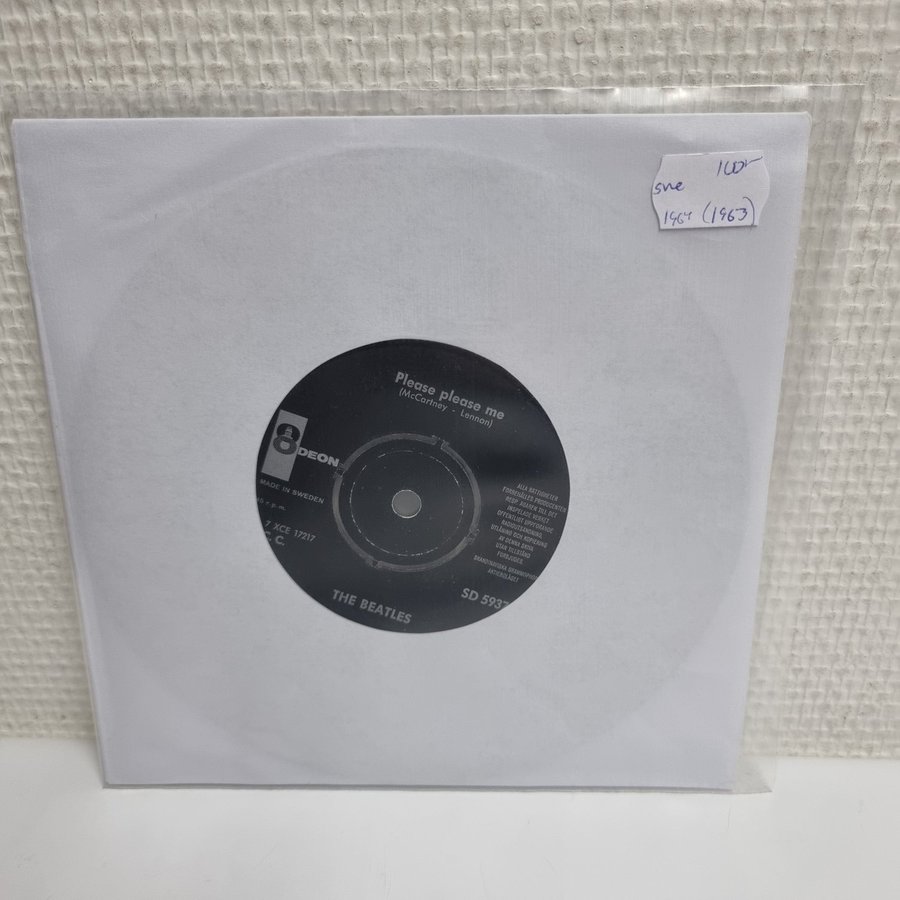 100:-
sve
1964 (1963)
Please please me
(McCartney - Lennon)
ODEON
MADE IN SWEDEN
7 XCE 17217
C.
THE BEATLES
SD 593
ALLA RÄTTIGHETER
FÖRBEHÅLLES PRODUCENTEN
RESP. ÄGAREN TILL DET
INSPELADE VERKET
OFFENTLIGT UPPFÖRANDE
RADIOUTSÄNDNING,
UTLÅNING OCH KOPIERING
AV DENNA SKIVA
UTAN TILLSTÅND
FÖRBJUDES.
SKANDINAVISKA GRAMMOPHON
AKTIEBOLAGET